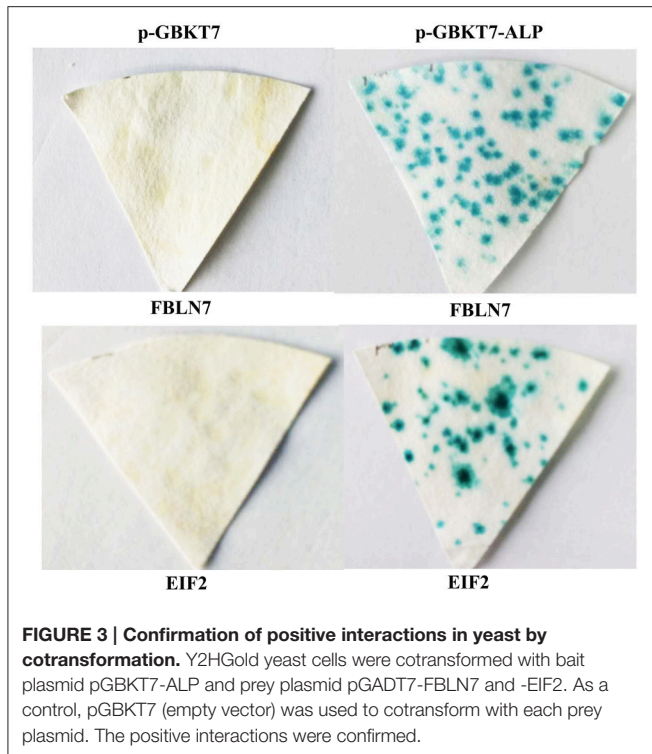 p-GBKT7 p-GBKT7-ALP
FBLN7 FBLN7
EIF2 EIF2
FIGURE 3 | Confirmation of positive interactions in yeast by
cotransformation. Y2HGold yeast cells were cotransformed with bait
plasmid pGBKT7-ALP and prey plasmid pGADT7-FBLN7 and -EIF2. As a
control, pGBKT7 (empty vector) was used to cotransform with each prey
plasmid. The positive interactions were confirmed.